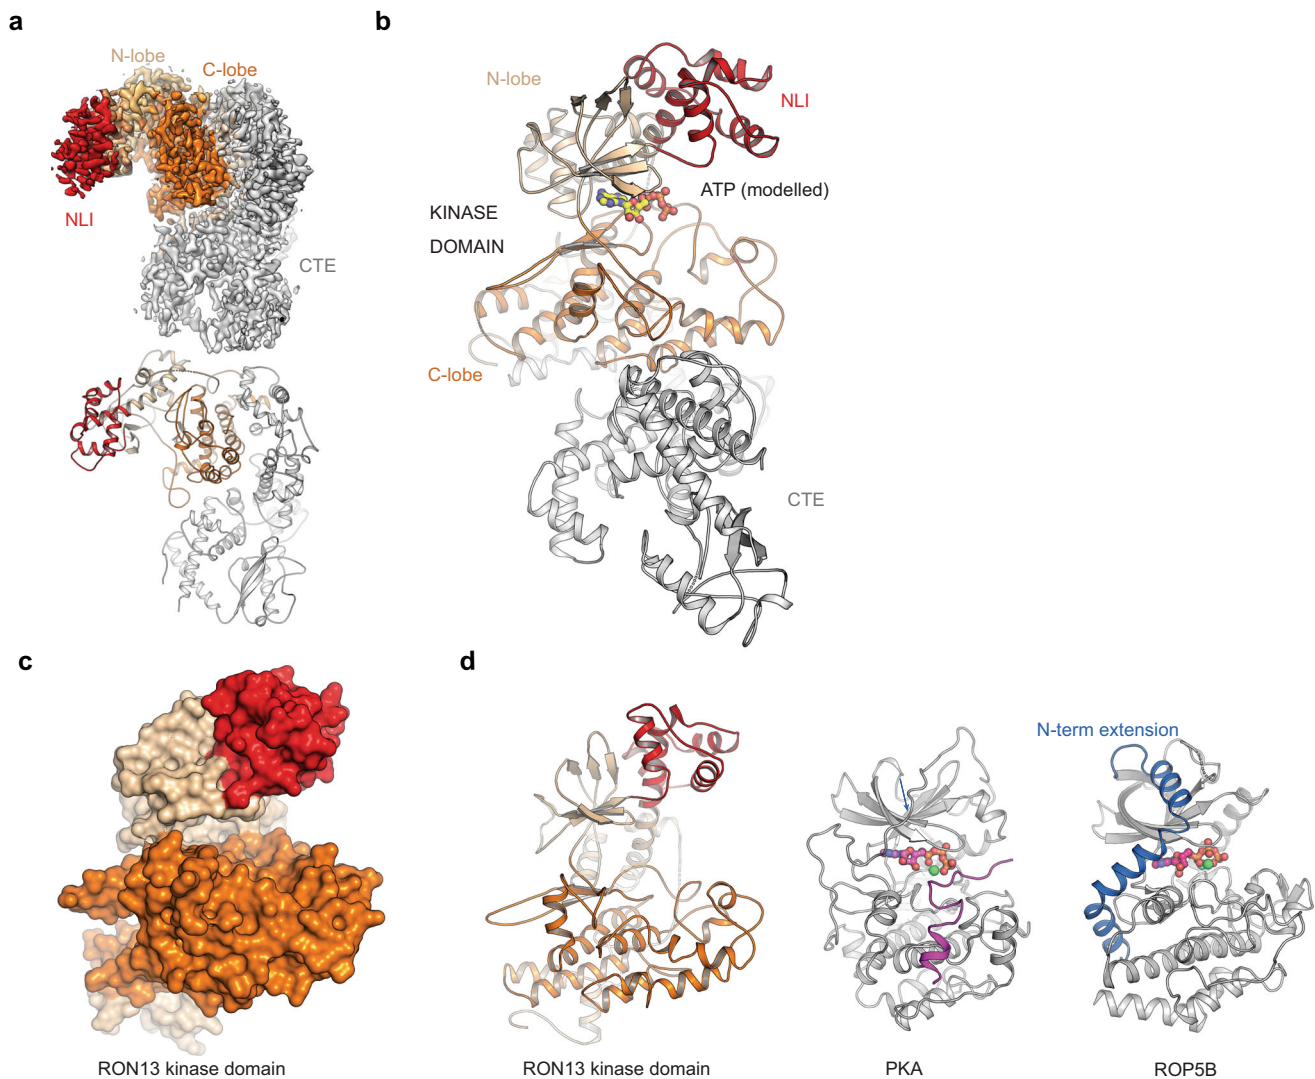 a
N-lobe
C-lobe
NLI
CTE
b
N-lobe
NLI
ATP (modelled)
KINASE
DOMAIN
C-lobe
CTE
c
RON13 kinase domain
d
N-term extension
RON13 kinase domain
PKA
ROP5B